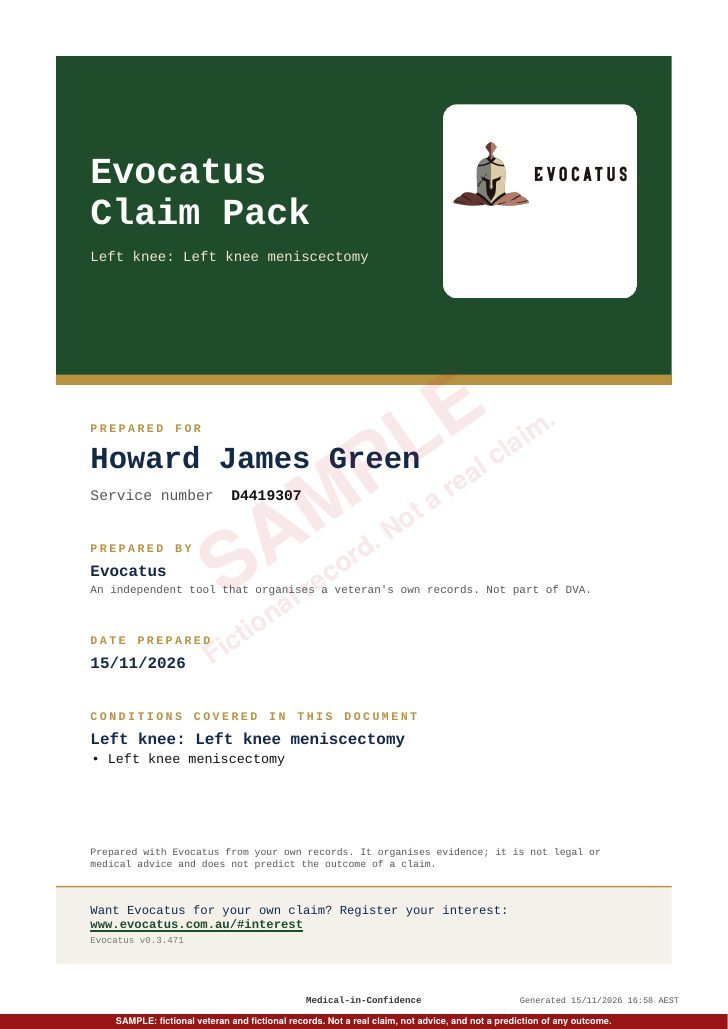 Evocatus
Claim Pack
Left knee: Left knee meniscectomy
EVOCATUS
PREPARED FOR
Howard James Green
Service number D4419307
PREPARED BY
Evocatus
An independent tool that organises a veteran's own records. Not part of DVA.
DATE PREPARED
15/11/2026
CONDITIONS COVERED IN THIS DOCUMENT
Left knee: Left knee meniscectomy
• Left knee meniscectomy
SAMPLE
Fictional record. Not a real claim.
Prepared with Evocatus from your own records. It organises evidence; it is not legal or
medical advice and does not predict the outcome of a claim.
Want Evocatus for your own claim? Register your interest:
www.evocatus.com.au/#interest
Evocatus v0.3.471
Medical-in-Confidence
Generated 15/11/2026 16:58 AEST
SAMPLE: fictional veteran and fictional records. Not a real claim, not advice, and not a prediction of any outcome.